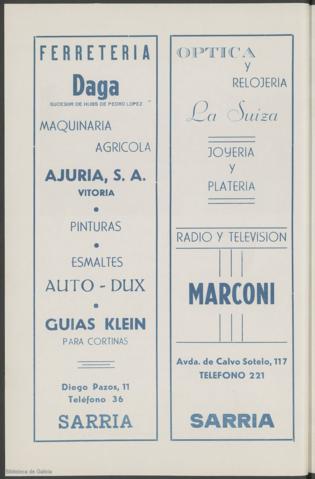 FERRETERIA
Daga
SUCESOR DE HIJOS DE PEDRO LOPEZ
MAQUINARIA
AGRICOLA
AJURIA, S. A.
VITORIA
PINTURAS
ESMALTES
AUTO - DUX
GUIAS KLEIN
PARA CORTINAS
Diego Pazos, 11
Teléfono 36
SARRIA
OPTICA
Y
RELOJERIA
La Suiza
JOYERIA
Y
PLATERIA
RADIO Y TELEVISION
MARCONI
Avda. de Calvo Sotelo, 117
TELEFONO 221
SARRIA
Biblioteca de Galicia